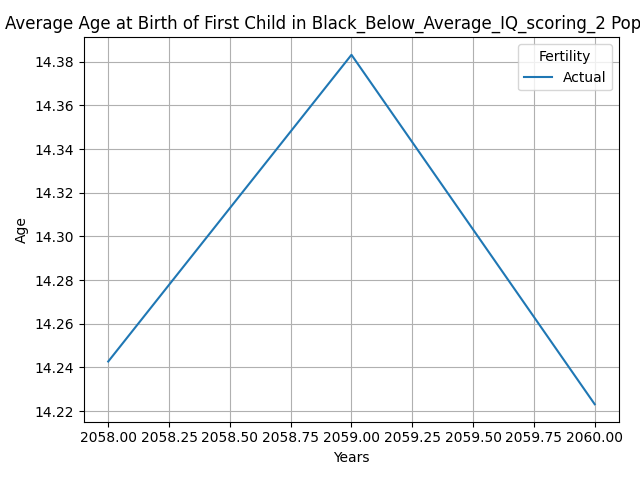 Average Age at Birth of First Child in Black_Below_Average_IQ_scoring_2 Pop
Fertility
Actual
14.38
14.36
14.34
14.32
14.30
14.28
14.26
14.24
14.22
Age
2058.00 2058.25 2058.50 2058.75 2059.00 2059.25 2059.50 2059.75 2060.00
Years